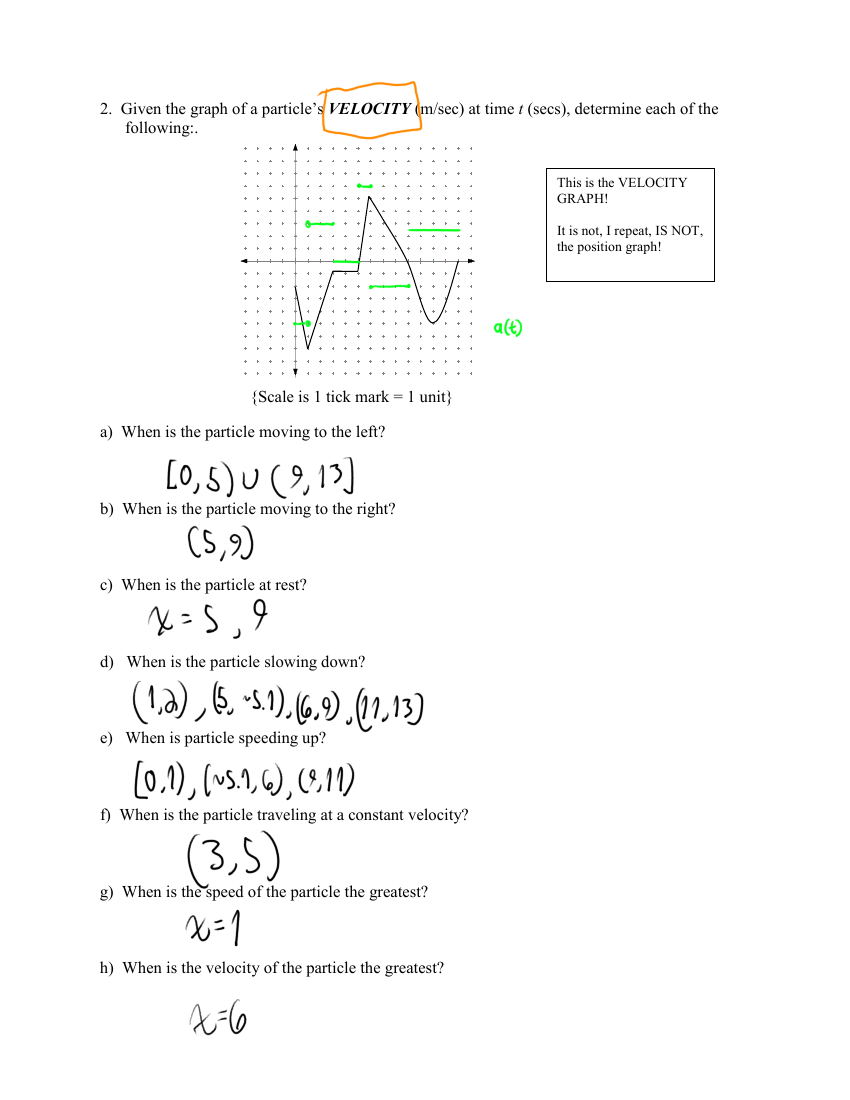 2. Given the graph of a particle's VELOCITY (m/sec) at time t (secs), determine each of the
following:.
This is the VELOCITY
GRAPH!
It is not, I repeat, IS NOT,
the position graph!
a(t)
{Scale is 1 tick mark = 1 unit}
a) When is the particle moving to the left?
[0,5) ∪ (9,13]
b) When is the particle moving to the right?
(5,9)
c) When is the particle at rest?
x = 5, 9
d) When is the particle slowing down?
(1,2), (5, ~5.1), (6,9), (11,13]
e) When is particle speeding up?
[0,1), (~5.1, 6), (9,11)
f) When is the particle traveling at a constant velocity?
(3,5)
g) When is the speed of the particle the greatest?
x=1
h) When is the velocity of the particle the greatest?
x=6